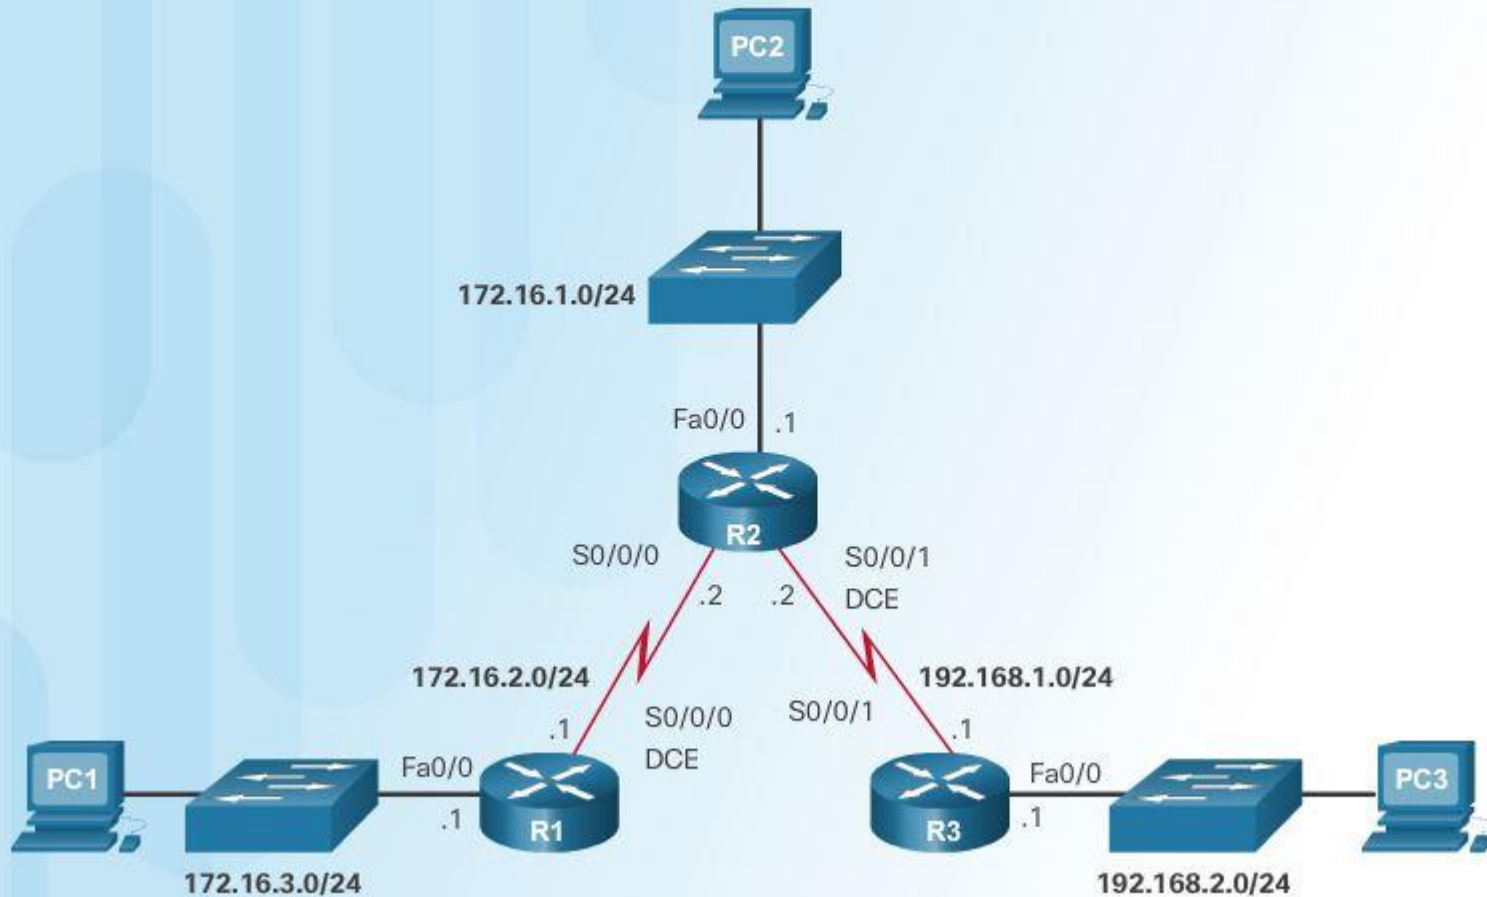 PC2
172.16.1.0/24
Fa0/0
.1
R2
S0/0/0
S0/0/1
DCE
.2
.2
172.16.2.0/24
192.168.1.0/24
S0/0/0
DCE
S0/0/1
.1
.1
PC1
Fa0/0
.1
R1
R3
Fa0/0
.1
PC3
172.16.3.0/24
192.168.2.0/24